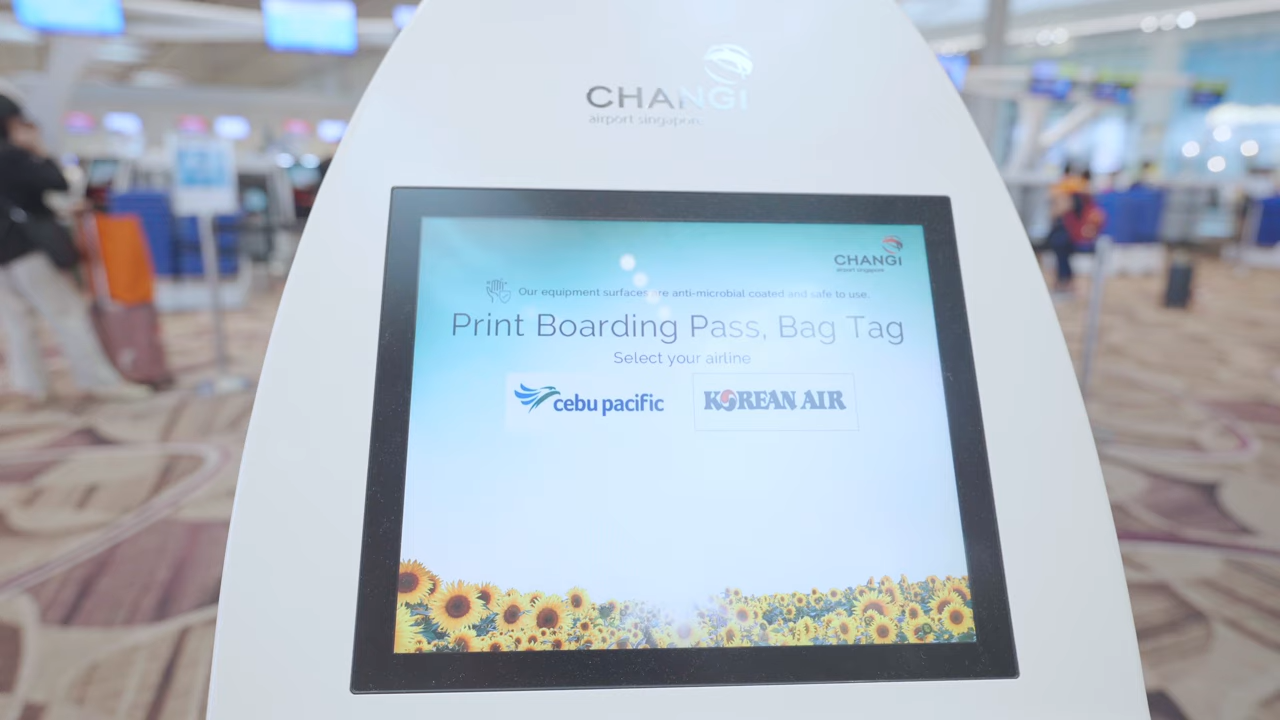 CHANGI
airport singapore
CHANGI
airport singapore
Our equipment surfaces are anti-microbial coated and safe to use.
Print Boarding Pass, Bag Tag
Select your airline
cebu pacific
KOREAN AIR